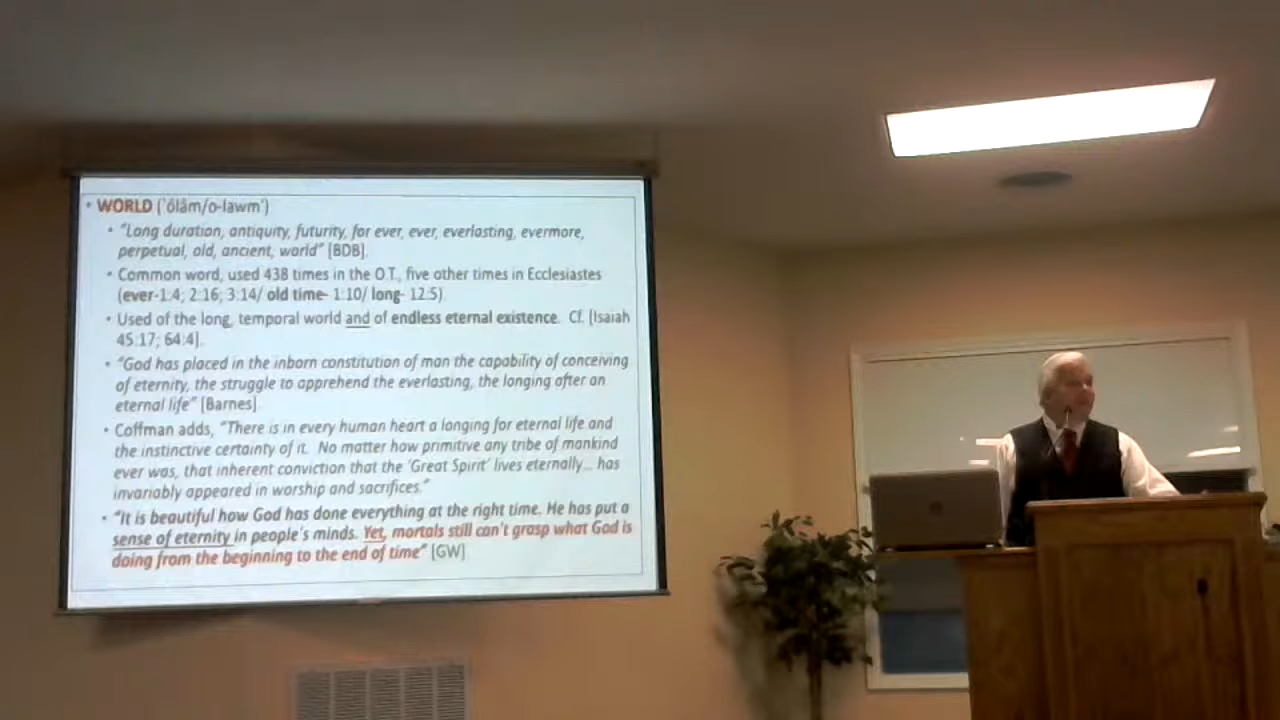 • WORLD (`ôlâm/o-lawm')
• "Long duration, antiquity, futurity, for ever, ever, everlasting, evermore,
perpetual, old, ancient, world" [BDB].
• Common word, used 438 times in the O.T., five other times in Ecclesiastes
(ever-1:4; 2:16; 3:14/ old time- 1:10/ long- 12:5).
• Used of the long, temporal world and of endless eternal existence. Cf. [Isaiah
45:17; 64:4].
• "God has placed in the inborn constitution of man the capability of conceiving
of eternity, the struggle to apprehend the everlasting, the longing after an
eternal life" [Barnes].
• Coffman adds, "There is in every human heart a longing for eternal life and
the instinctive certainty of it. No matter how primitive any tribe of mankind
ever was, that inherent conviction that the 'Great Spirit' lives eternally... has
invariably appeared in worship and sacrifices."
• "It is beautiful how God has done everything at the right time. He has put a
sense of eternity in people's minds. Yet, mortals still can't grasp what God is
doing from the beginning to the end of time" [GW]